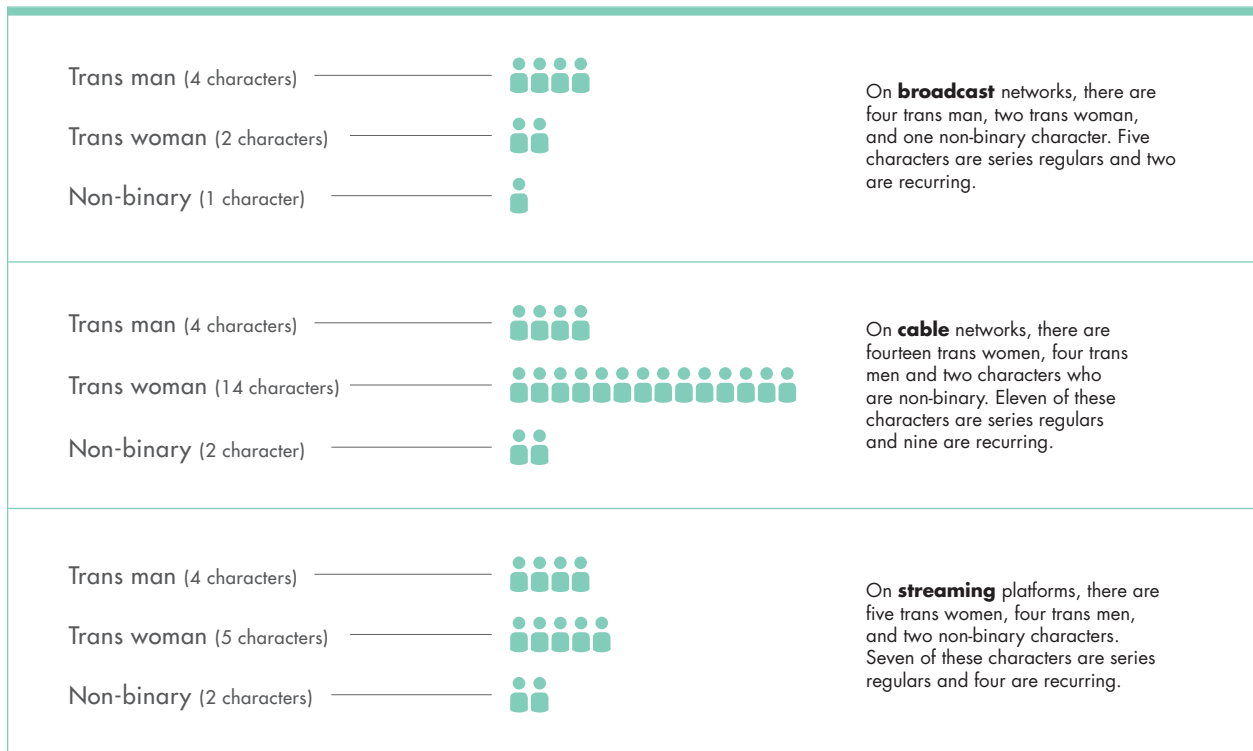 Trans man (4 characters)
Trans woman (2 characters)
Non-binary (1 character)
On broadcast networks, there are
four trans man, two trans woman,
and one non-binary character. Five
characters are series regulars and two
are recurring.
Trans man (4 characters)
Trans woman (14 characters)
Non-binary (2 character)
On cable networks, there are
fourteen trans women, four trans
men and two characters who
are non-binary. Eleven of these
characters are series regulars
and nine are recurring.
Trans man (4 characters)
Trans woman (5 characters)
Non-binary (2 characters)
On streaming platforms, there are
five trans women, four trans men,
and two non-binary characters.
Seven of these characters are series
regulars and four are recurring.